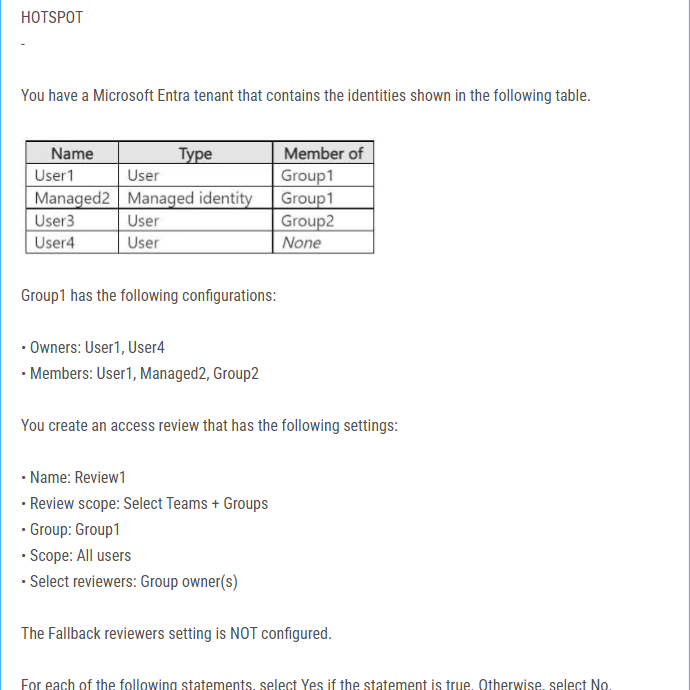 HOTSPOT
-
You have a Microsoft Entra tenant that contains the identities shown in the following table.
Name Type Member of
User1 User Group1
Managed2 Managed identity Group1
User3 User Group2
User4 User None
Group1 has the following configurations:
• Owners: User1, User4
• Members: User1, Managed2, Group2
You create an access review that has the following settings:
• Name: Review1
• Review scope: Select Teams + Groups
• Group: Group1
• Scope: All users
• Select reviewers: Group owner(s)
The Fallback reviewers setting is NOT configured.
For each of the following statements, select Yes if the statement is true. Otherwise, select No.